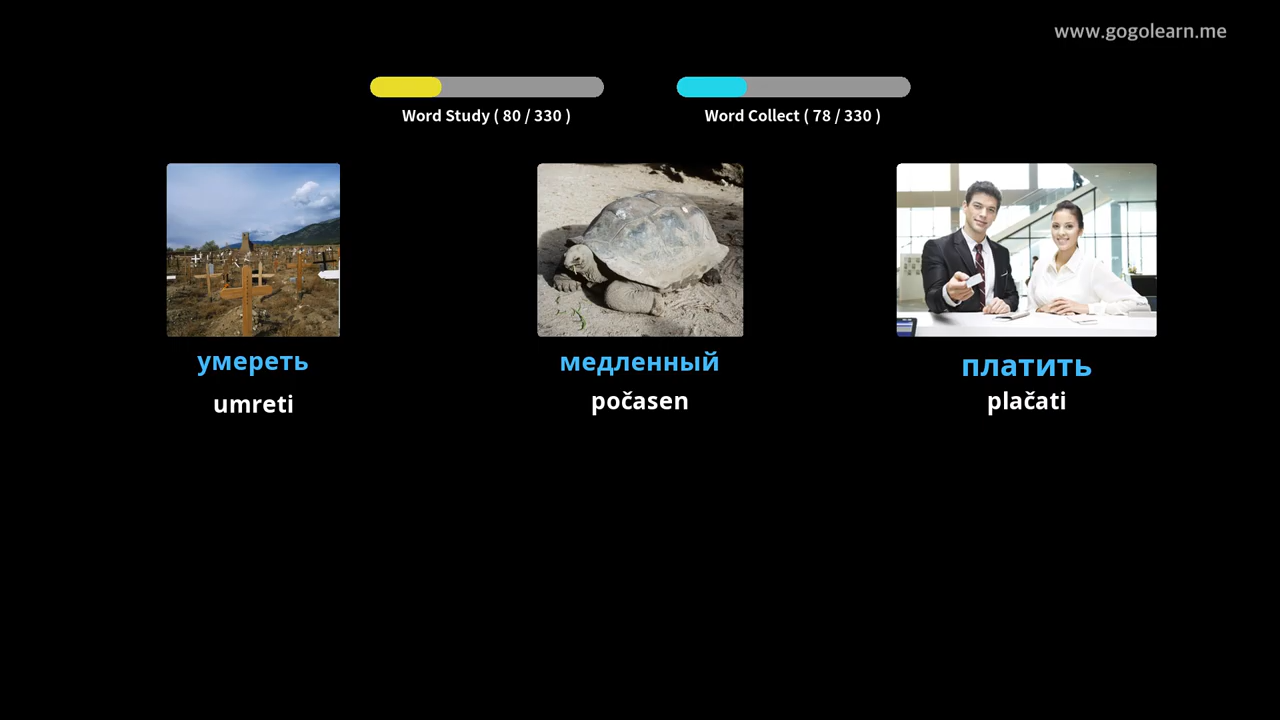 www.gogolearn.me
Word Study ( 80 / 330 )
Word Collect ( 78 / 330 )
умереть
медленный
платить
umreti
počasen
plačati